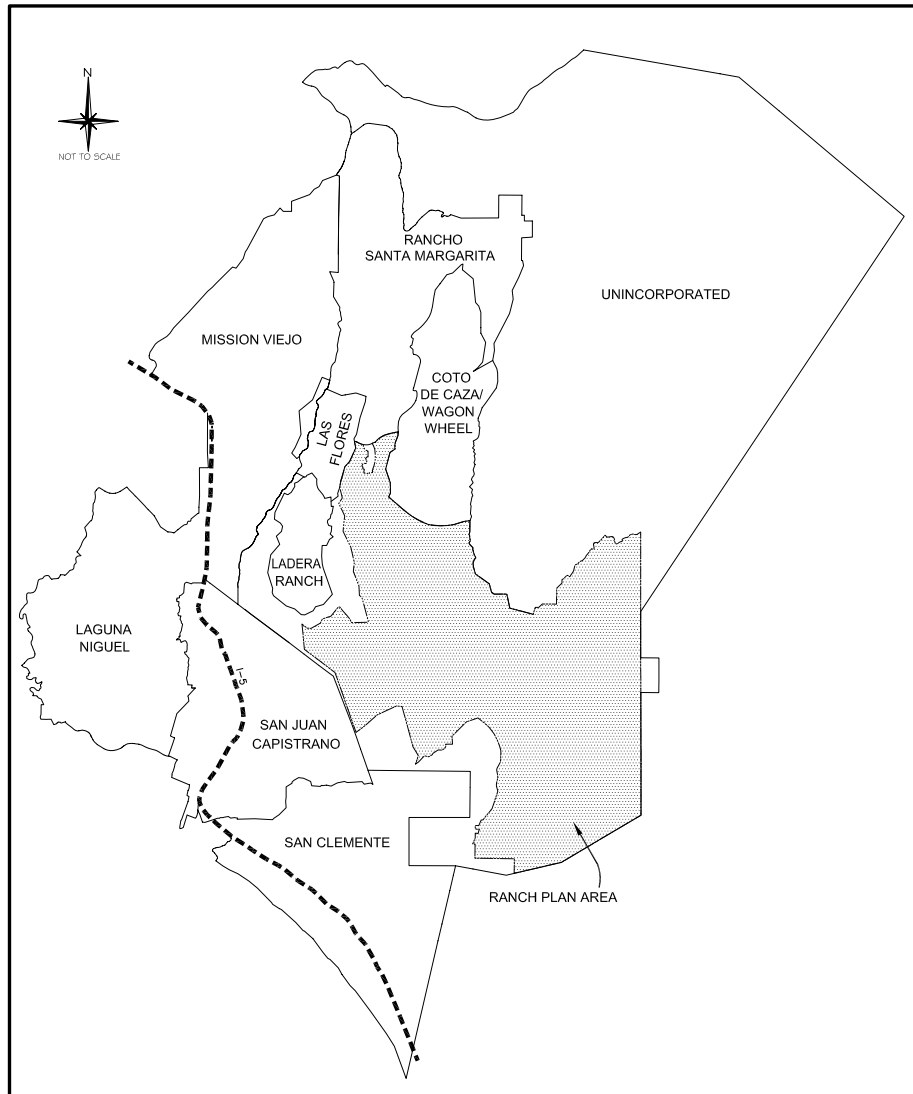 N
NOT TO SCALE
RANCHO
SANTA MARGARITA
UNINCORPORATED
MISSION VIEJO
COTO
DE CAZA/
WAGON
WHEEL
LAS
FLORES
LADERA
RANCH
LAGUNA
NIGUEL
I-5
SAN JUAN
CAPISTRANO
SAN CLEMENTE
RANCH PLAN AREA